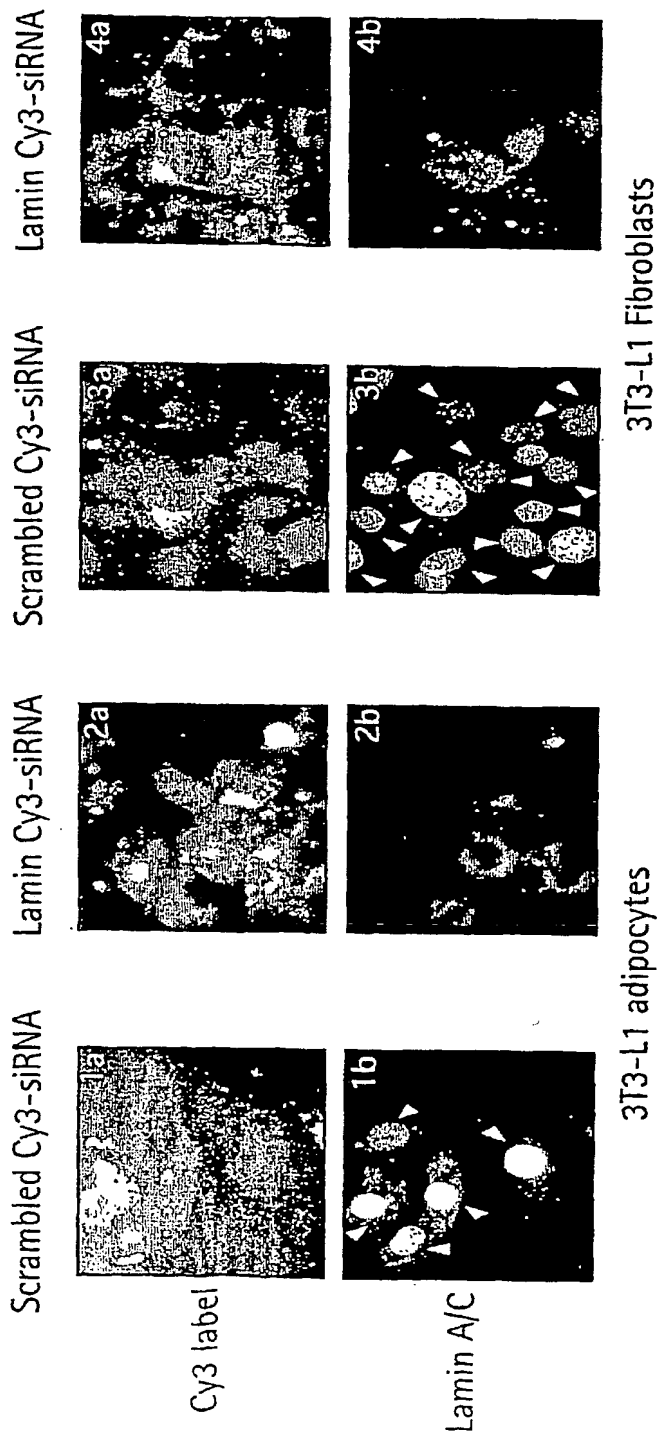 Scrambled Cy3-siRNA
Lamin Cy3-siRNA
Scrambled Cy3-siRNA
Lamin Cy3-siRNA
Cy3 label
1a
2a
3a
4a
Lamin A/C
1b
2b
3b
4b
3T3-L1 adipocytes
3T3-L1 Fibroblasts